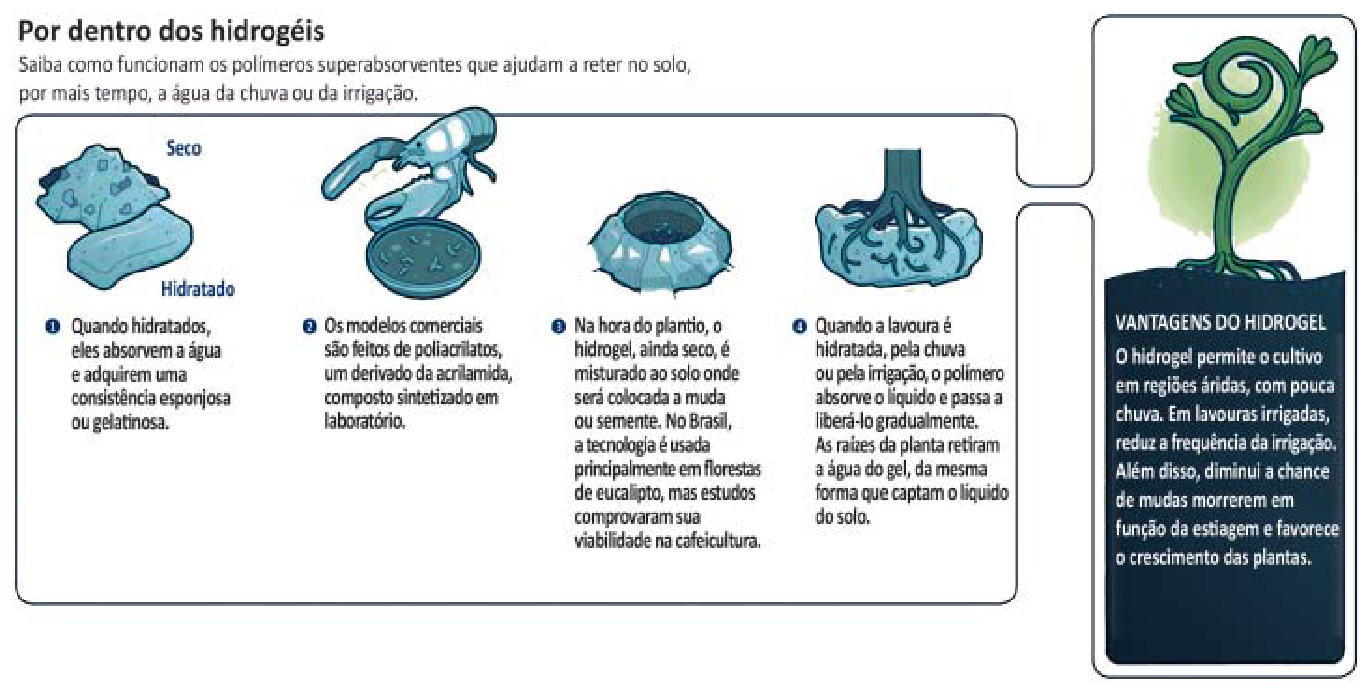 Por dentro dos hidrogéis
Saiba como funcionam os polímeros superabsorventes que ajudam a reter no solo,
por mais tempo, a água da chuva ou da irrigação.
Seco
Hidratado
1 Quando hidratados,
eles absorvem a água
e adquirem uma
consistência esponjosa
ou gelatinosa.
2 Os modelos comerciais
são feitos de poliacrilatos,
um derivado da acrilamida,
composto sintetizado em
laboratório.
3 Na hora do plantio, o
hidrogel, ainda seco, é
misturado ao solo onde
será colocada a muda
ou semente. No Brasil,
a tecnologia é usada
principalmente em florestas
de eucalipto, mas estudos
comprovaram sua
viabilidade na cafeicultura.
4 Quando a lavoura é
hidratada, pela chuva
ou pela irrigação, o polímero
absorve o líquido e passa a
liberá-lo gradualmente.
As raízes da planta retiram
a água do gel, da mesma
forma que captam o líquido
do solo.
VANTAGENS DO HIDROGEL
O hidrogel permite o cultivo
em regiões áridas, com pouca
chuva. Em lavouras irrigadas,
reduz a frequência da irrigação.
Além disso, diminui a chance
de mudas morrerem em
função da estiagem e favorece
o crescimento das plantas.